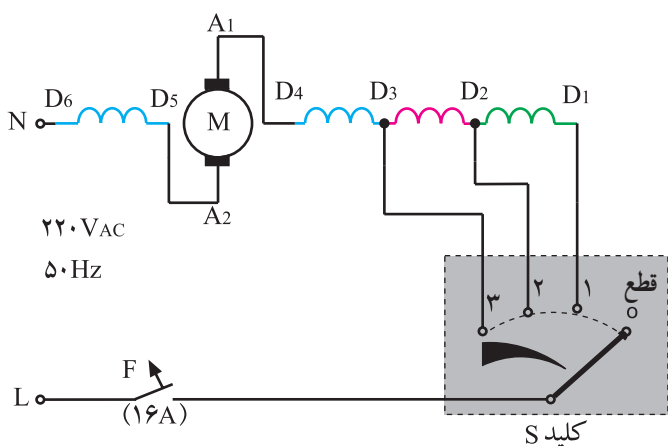 A1
D6 D5 D4 D3 D2 D1
N M
A2
۲۲۰VAC
۵۰Hz
۳ ۲ ۱ قطع
o
F
L
(۱۶A)
کلید S